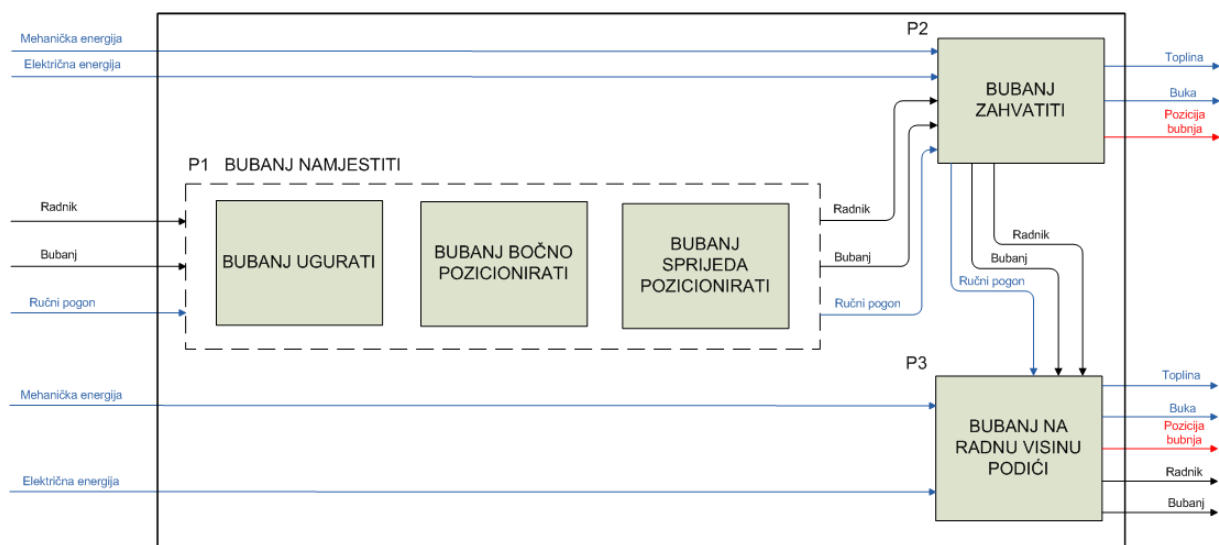 Mehanička energija
P2
Električna energija
BUBANJ
ZAHVATITI
Toplina
Buka
Pozicija
bubnja
P1 BUBANJ NAMJESTITI
Radnik
Bubanj
Ručni pogon
BUBANJ UGURATI
BUBANJ BOČNO
POZICIONIRATI
BUBANJ
SPRIJEDA
POZICIONIRATI
Radnik
Bubanj
Ručni pogon
Radnik
Bubanj
Ručni pogon
P3
Mehanička energija
Električna energija
BUBANJ NA
RADNU VISINU
PODIĆI
Toplina
Buka
Pozicija
bubnja
Radnik
Bubanj